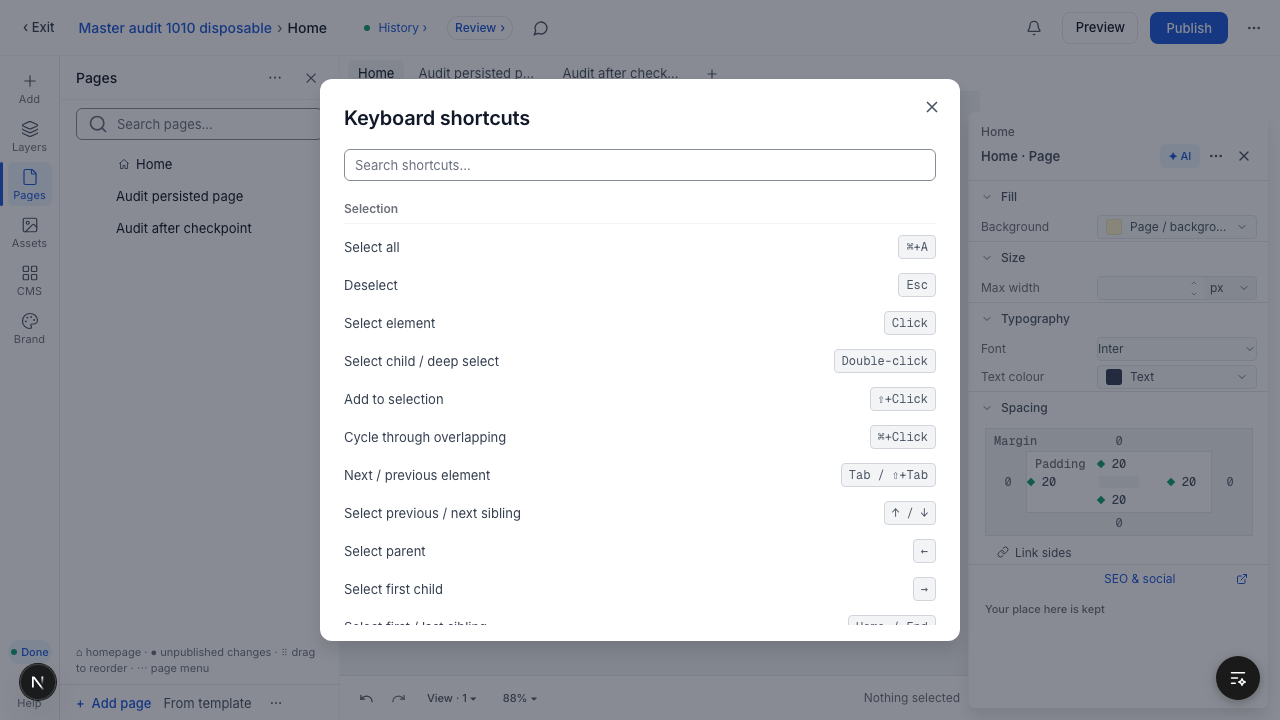 ‹ Exit
Master audit 1010 disposable › Home
History ›
Review ›
Preview
Publish
Add
Layers
Pages
Assets
CMS
Brand
Done
N
Help
Pages
Search pages...
Home
Audit persisted page
Audit after checkpoint
⌂ homepage · ● unpublished changes · ⠿ drag
to reorder · ··· page menu
+ Add page
From template
Home
Audit persisted p...
Audit after check...
+
Keyboard shortcuts
Search shortcuts...
Selection
Select all ⌘+A
Deselect Esc
Select element Click
Select child / deep select Double-click
Add to selection ⇧+Click
Cycle through overlapping ⌘+Click
Next / previous element Tab / ⇧+Tab
Select previous / next sibling ↑ / ↓
Select parent ←
Select first child →
Select first / last sibling Home / End
View · 1
88%
Nothing selected
Home
Home · Page
AI
Fill
Background Page / backgro...
Size
Max width px
Typography
Font Inter
Text colour Text
Spacing
Margin 0
Padding 20
0 20 20 0
20
0
Link sides
SEO & social
Your place here is kept